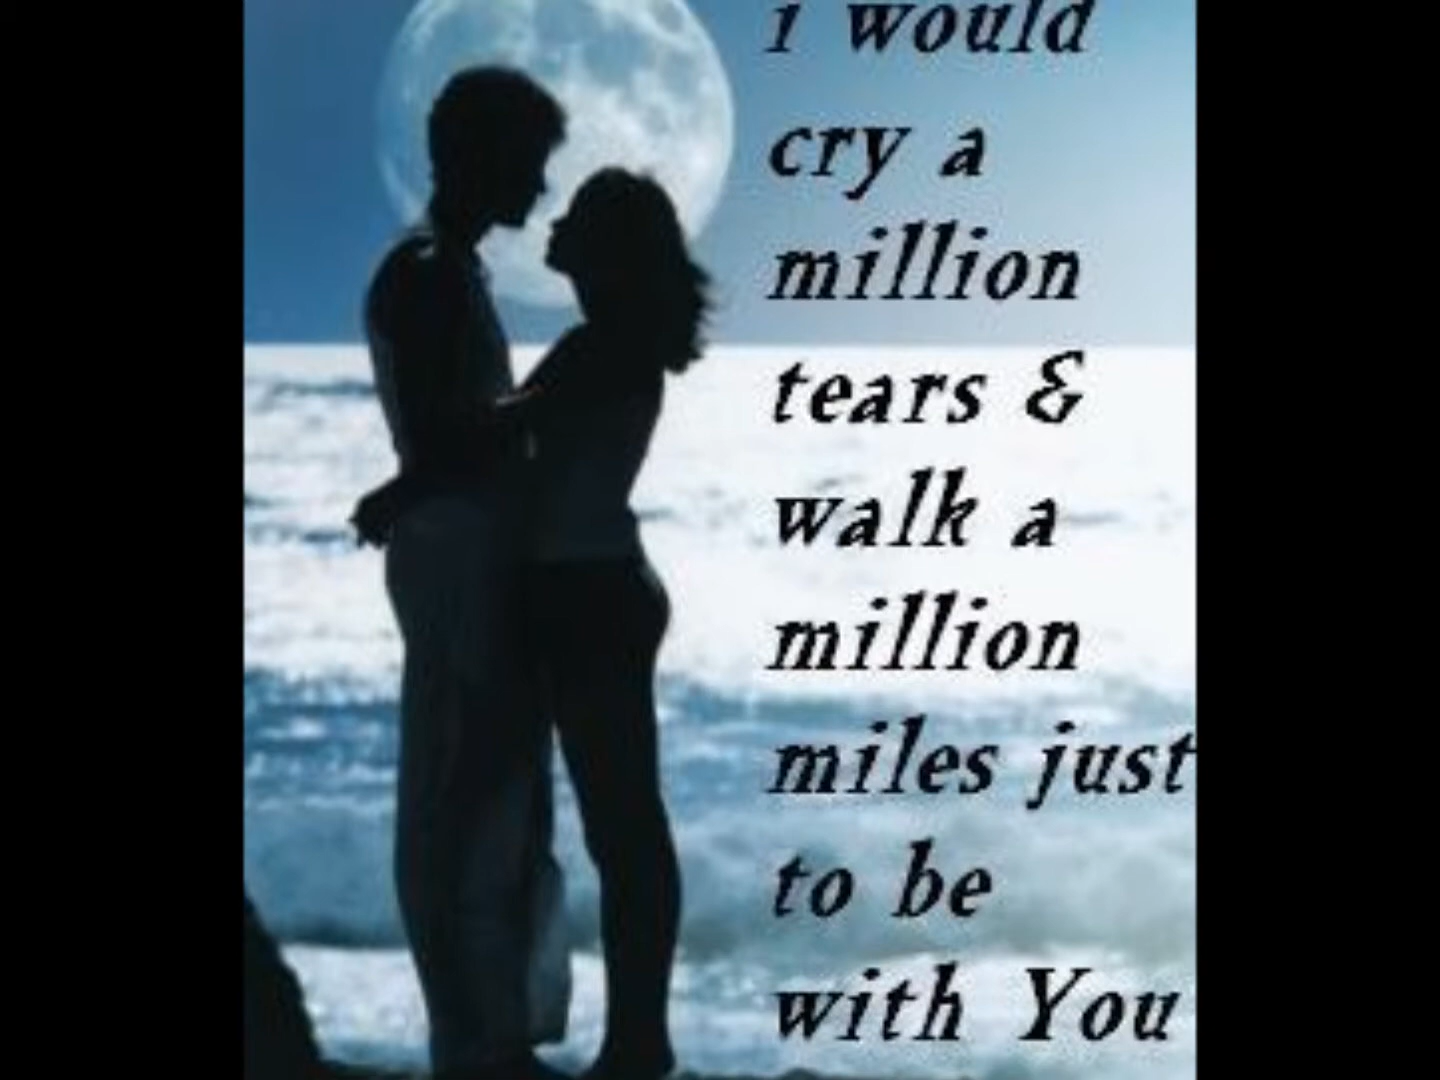 i would
cry a
million
tears &
walk a
million
miles just
to be
with You